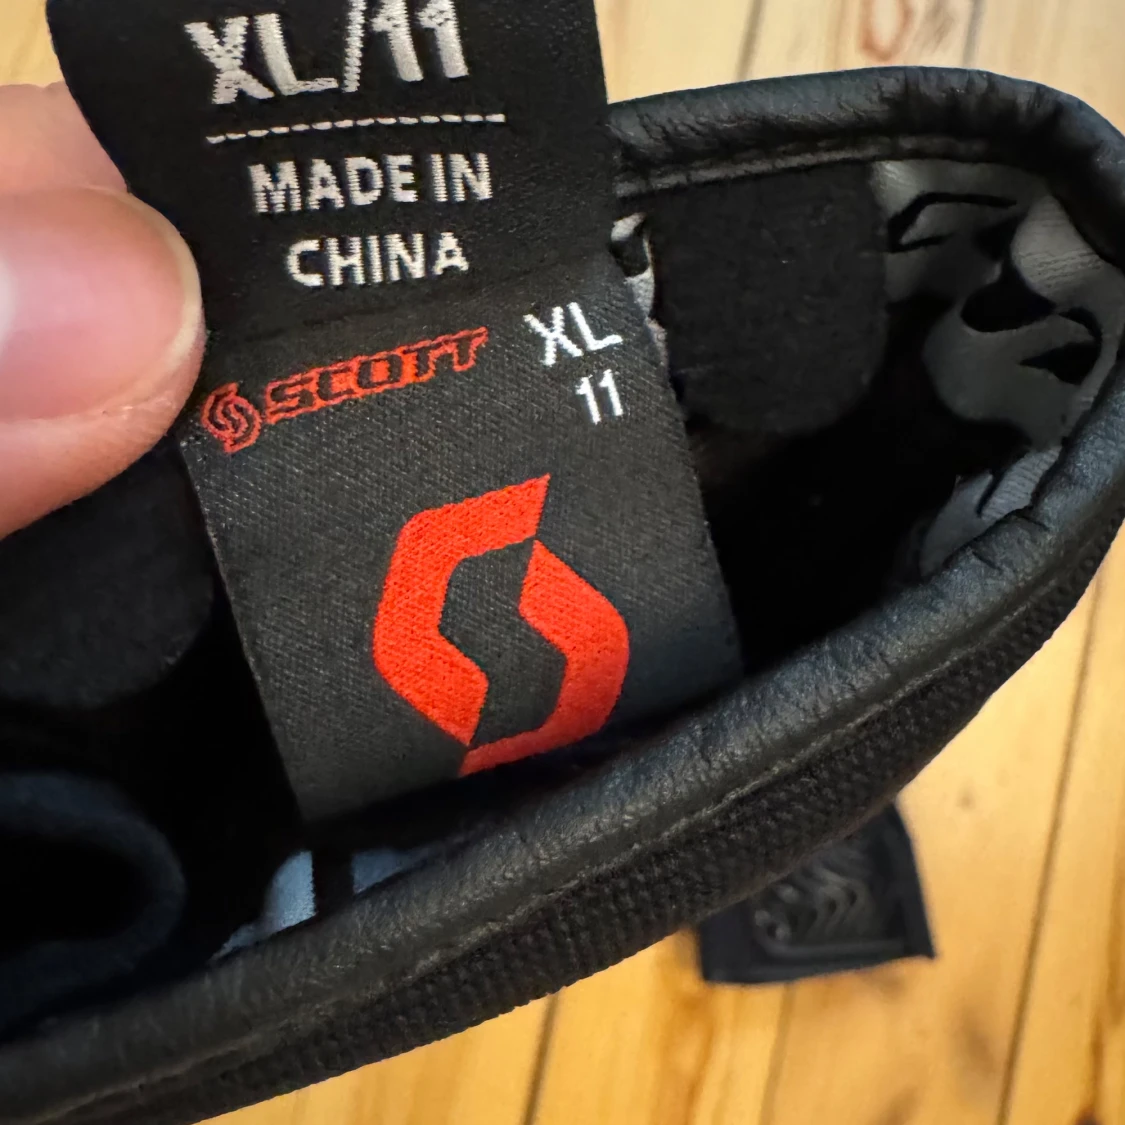 XL/11
MADE IN
CHINA
SCOTT XL
11